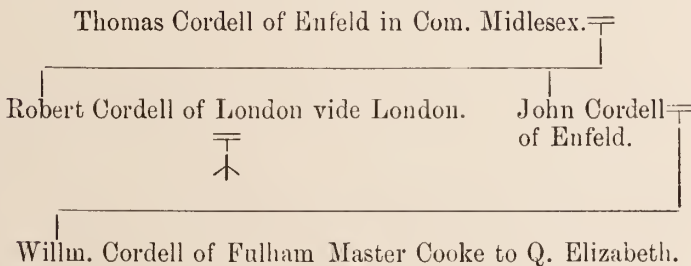 Thomas Cordell of Enfeld in Com. Midlesex.
Robert Cordell of London vide London.
John Cordell
of Enfeld.
Willm. Cordell of Fulham Master Cooke to Q. Elizabeth.